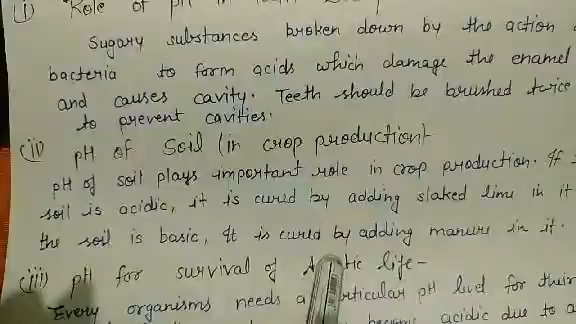 (i) Role of pH in
Sugary substances broken down by the action
bacteria to form acids which damage the enamel
and causes cavity. Teeth should be brushed twice
to prevent cavities.
(ii) pH of Soil (in crop production)
pH of soil plays important role in crop production. If
soil is acidic, it is cured by adding slaked lime in it
the soil is basic, It is cured by adding manure in it.
(iii) pH for survival of life -
Every organisms needs a pH level for their
acidic due to